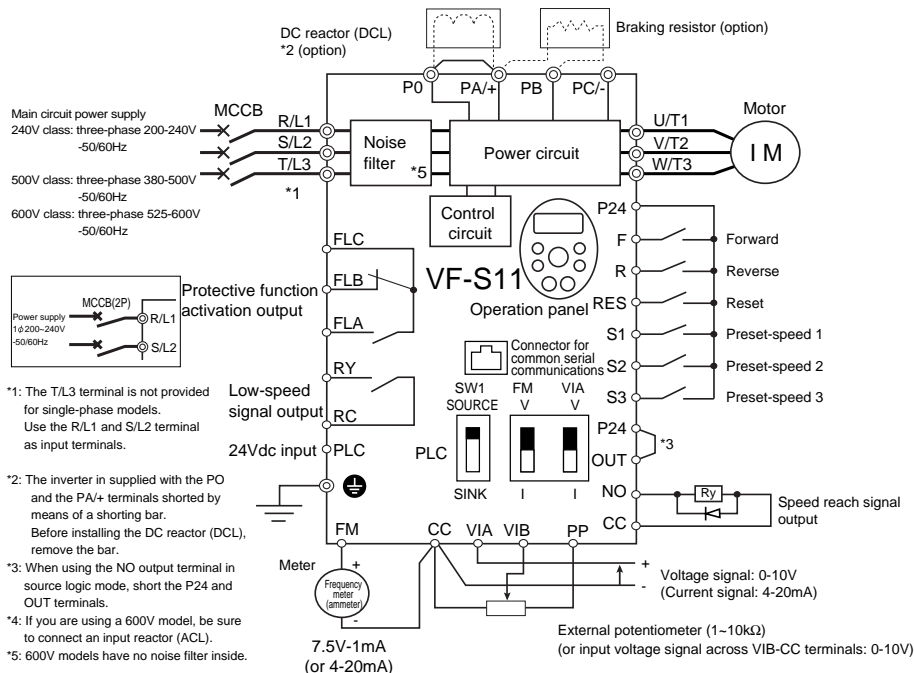 DC reactor (DCL)
*2 (option)
Braking resistor (option)
P0
PA/+
PB
PC/-
Main circuit power supply
240V class: three-phase 200-240V
-50/60Hz
500V class: three-phase 380-500V
-50/60Hz
600V class: three-phase 525-600V
-50/60Hz
MCCB
R/L1
S/L2
T/L3
*1
Noise
filter
*5
Power circuit
Control
circuit
U/T1
V/T2
W/T3
Motor
I M
MCCB(2P)
Power supply
1ϕ200~240V
-50/60Hz
R/L1
S/L2
Protective function
activation output
FLC
FLB
FLA
Low-speed
signal output
RY
RC
24Vdc input
PLC
VF-S11
Operation panel
Connector for
common serial
communications
SW1
SOURCE
PLC
SINK
FM
V
I
VIA
V
I
P24
F
Forward
R
Reverse
RES
Reset
S1
Preset-speed 1
S2
Preset-speed 2
S3
Preset-speed 3
P24
*3
OUT
NO
Ry
CC
Speed reach signal
output
FM
CC
VIA
VIB
PP
Meter
+
Frequency
meter
(ammeter)
-
7.5V-1mA
(or 4-20mA)
+
-
Voltage signal: 0-10V
(Current signal: 4-20mA)
External potentiometer (1~10kΩ)
(or input voltage signal across VIB-CC terminals: 0-10V)
*1: The T/L3 terminal is not provided
for single-phase models.
Use the R/L1 and S/L2 terminal
as input terminals.
*2: The inverter in supplied with the PO
and the PA/+ terminals shorted by
means of a shorting bar.
Before installing the DC reactor (DCL),
remove the bar.
*3: When using the NO output terminal in
source logic mode, short the P24 and
OUT terminals.
*4: If you are using a 600V model, be sure
to connect an input reactor (ACL).
*5: 600V models have no noise filter inside.